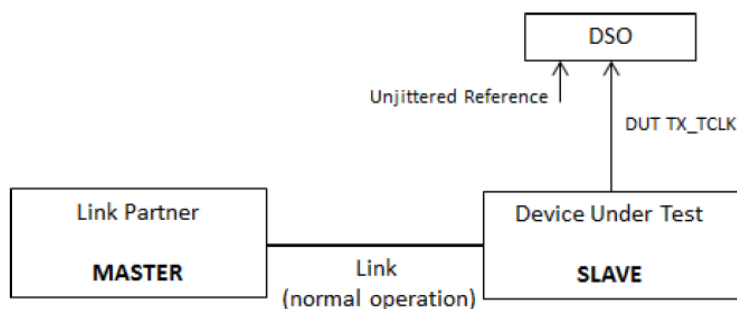 DSO
Unjittered Reference
DUT TX_TCLK
Link Partner
MASTER
Link
(normal operation)
Device Under Test
SLAVE